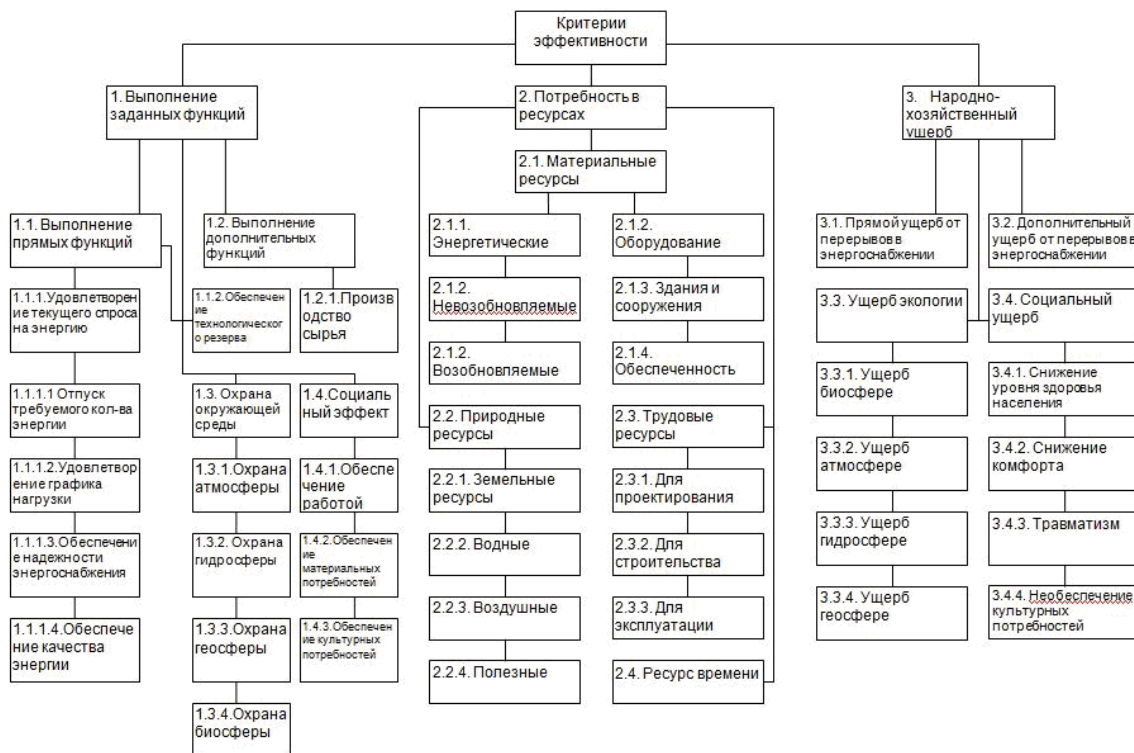 Критерии
эффективности
1. Выполнение
заданных функций
2. Потребность в
ресурсах
3. Народно-
хозяйственный
ущерб
2.1. Материальные
ресурсы
1.1. Выполнение
прямых функций
1.2. Выполнение
дополнительных
функций
2.1.1.
Энергетические
2.1.2.
Оборудование
3.1. Прямой ущерб от
перерывов в
энергоснабжении
3.2. Дополнительный
ущерб от перерывов в
энергоснабжении
1.1.1.Удовлетворен
ие текущего спроса
на энергию
1.1.2.Обеспечен
ие
технологическог
о резерва
1.2.1.Произв
одство
сырья
2.1.2.
Невозобновляемые
2.1.3. Здания и
сооружения
3.3. Ущерб экологии
3.4. Социальный
ущерб
2.1.2.
Возобновляемые
2.1.4.
Обеспеченность
1.1.1.1 Отпуск
требуемого кол-ва
энергии
1.3. Охрана
окружающей
среды
1.4.Социаль
ный эффект
3.3.1. Ущерб
биосфере
3.4.1. Снижение
уровня здоровья
населения
2.2. Природные
ресурсы
2.3. Трудовые
ресурсы
1.1.1.2.Удовлетвор
ение графика
нагрузки
1.3.1.Охрана
атмосферы
1.4.1.Обеспе
чение
работой
2.2.1. Земельные
ресурсы
2.3.1. Для
проектирования
3.3.2. Ущерб
атмосфере
3.4.2. Снижение
комфорта
1.1.1.3.Обеспечени
е надежности
энергоснабжения
1.3.2. Охрана
гидросферы
1.4.2.Обеспечен
ие
материальных
потребностей
2.2.2. Водные
2.3.2. Для
строительства
3.3.3. Ущерб
гидросфере
3.4.3. Травматизм
1.1.1.4.Обеспече
ние качества
энергии
1.3.3.Охрана
геосферы
1.4.3.Обеспечен
ие культурных
потребностей
2.2.3. Воздушные
2.3.3. Для
эксплуатации
3.3.4. Ущерб
геосфере
3.4.4. Необеспечение
культурных
потребностей
2.2.4. Полезные
2.4. Ресурс времени
1.3.4.Охрана
биосферы